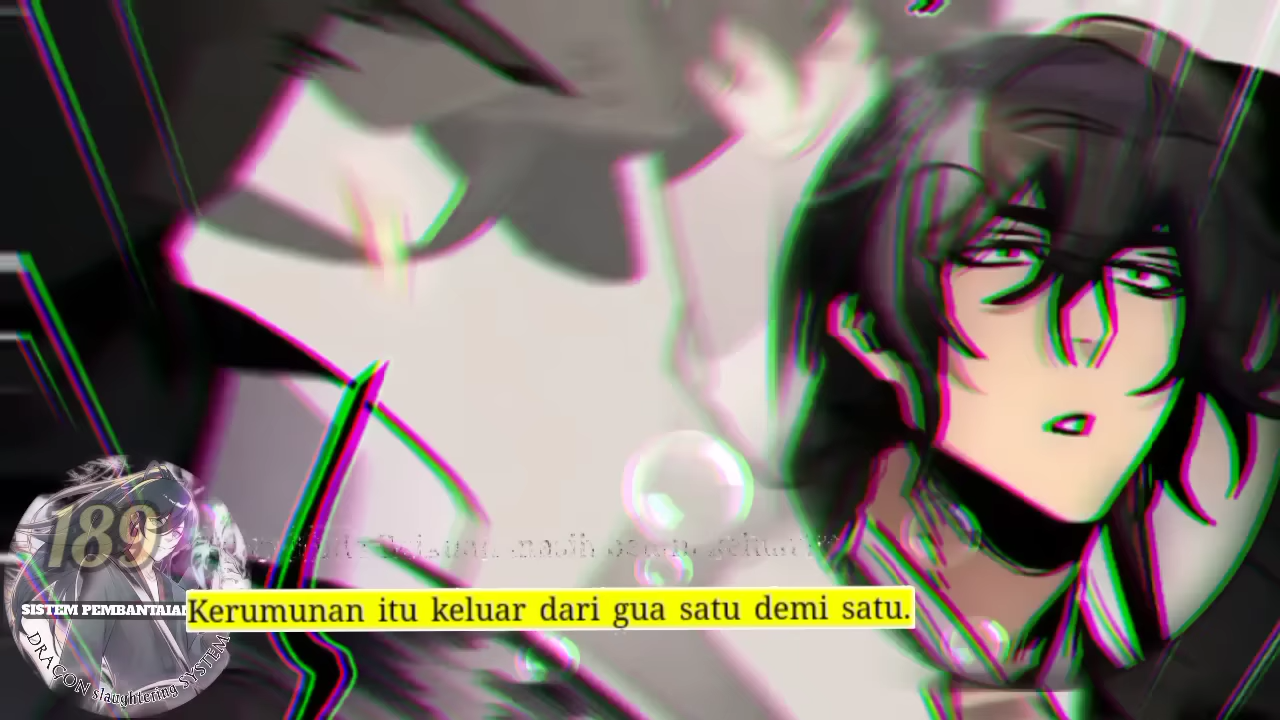 189
SISTEM PEMBANTAIAN
DRAGON slaughtering SYSTEM
Kerumunan itu keluar dari gua satu demi satu.